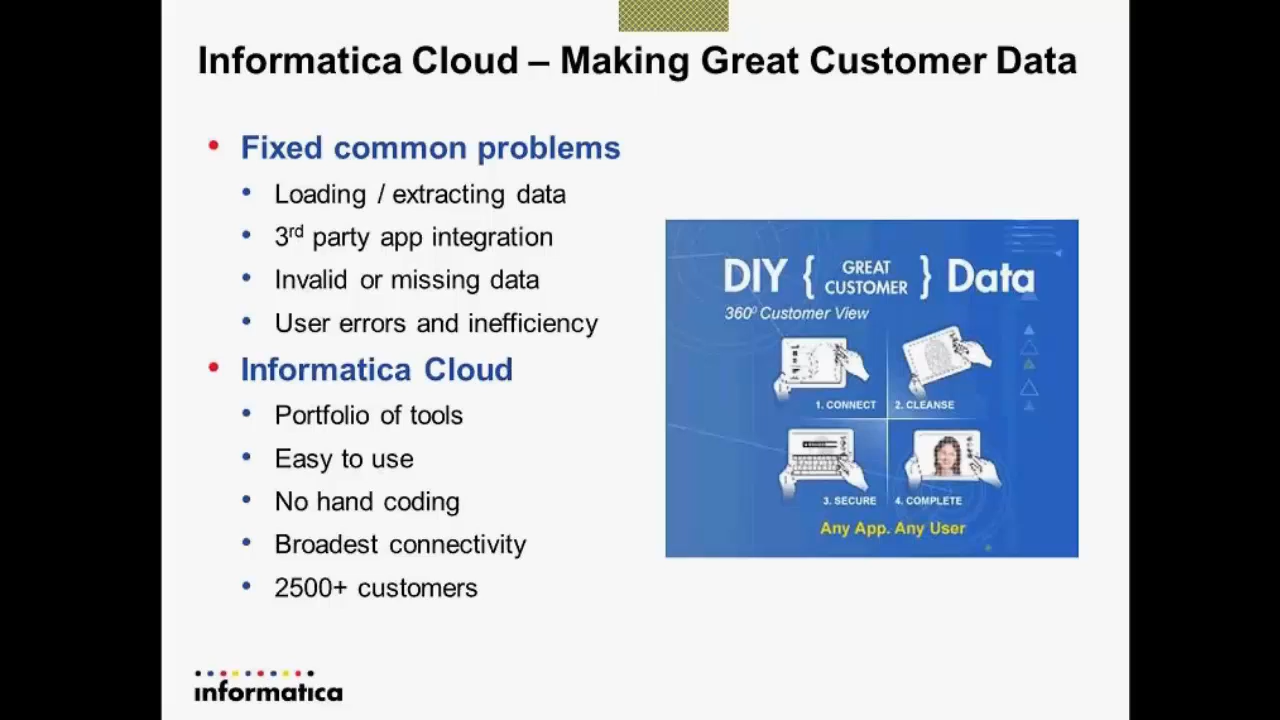 Informatica Cloud – Making Great Customer Data
Fixed common problems
Loading / extracting data
3rd party app integration
Invalid or missing data
User errors and inefficiency
Informatica Cloud
Portfolio of tools
Easy to use
No hand coding
Broadest connectivity
2500+ customers
DIY { GREAT CUSTOMER } Data
360⁰ Customer View
1. CONNECT
2. CLEANSE
3. SECURE
4. COMPLETE
Any App. Any User
informatica